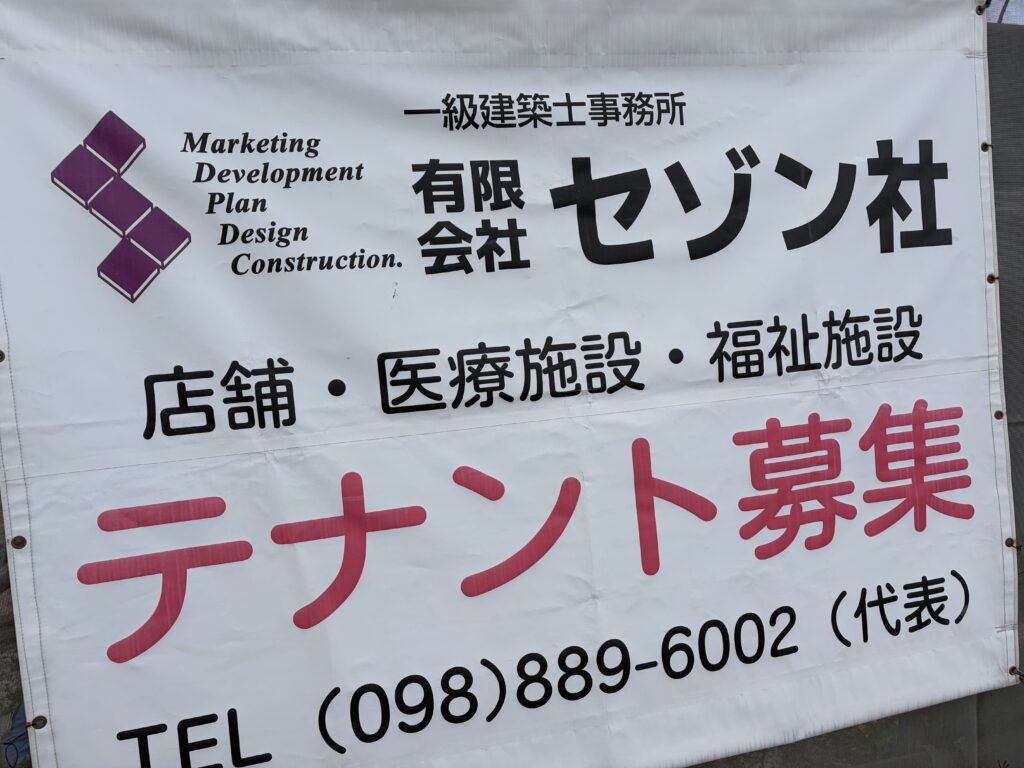 Marketing
Development
Plan
Design
Construction.
一級建築士事務所
有限会社 セゾン社
店舗・医療施設・福祉施設
テナント募集
TEL (098)889-6002(代表)